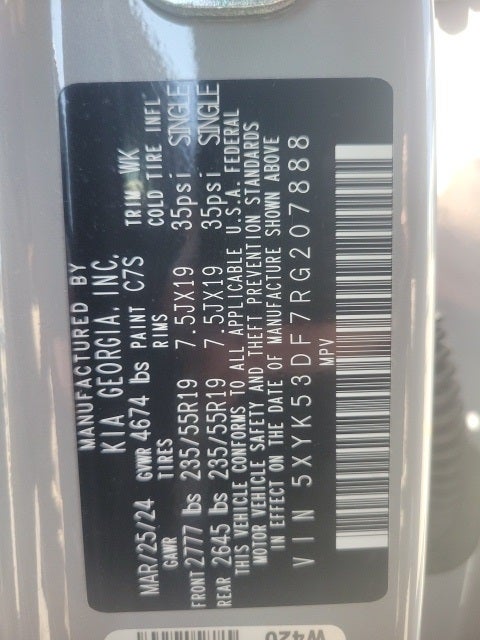 MANUFACTURED BY
KIA GEORGIA, INC.
MAR/25/24 GVWR 4674 lbs PAINT C7S TRIM WK
GAWR TIRES RIMS COLD TIRE INFL
FRONT 2777 lbs 235/55R19 7.5JX19 35psi SINGLE
REAR 2645 lbs 235/55R19 7.5JX19 35psi SINGLE
THIS VEHICLE CONFORMS TO ALL APPLICABLE U.S.A. FEDERAL
MOTOR VEHICLE SAFETY AND THEFT PREVENTION STANDARDS
IN EFFECT ON THE DATE OF MANUFACTURE SHOWN ABOVE
VIN 5XYK53DF7RG207888
MPV
W420